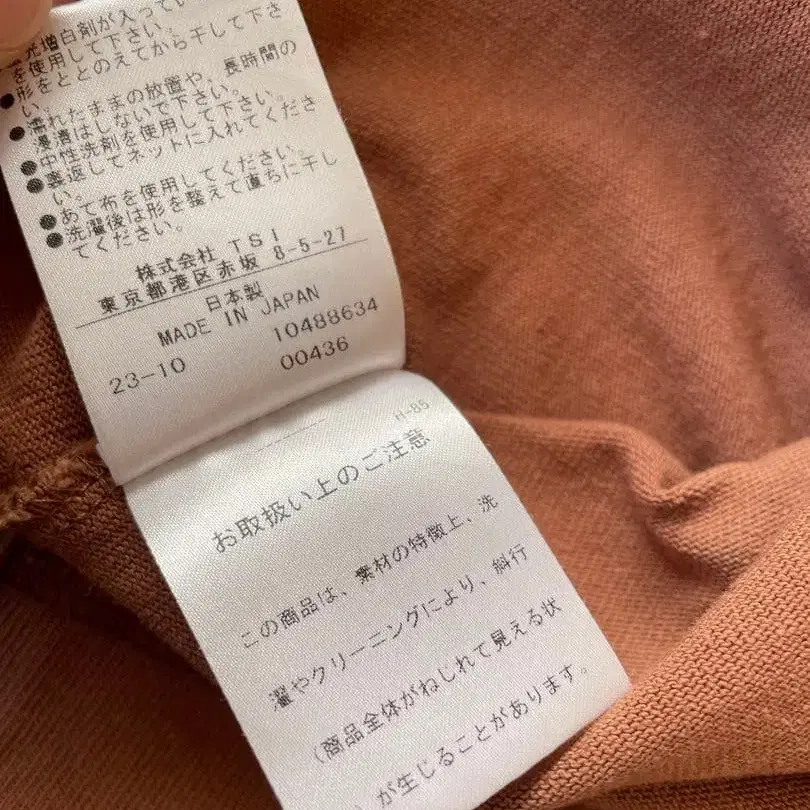 光増白剤が入ってい
を使用して下さい。
●形をととのえてから干して下さ
い。
●濡れたままの放置や、長時間の
浸漬はしないで下さい。
●中性洗剤を使用して下さい。
●裏返してネットに入れてくださ
い。
●あて布を使用してください。
●洗濯後は形を整えて直ちに干し
てください。
株式会社 TSI
東京都港区赤坂 8-5-27
日本製
MADE IN JAPAN
10488634
23-10 00436
H-85
お取扱い上のご注意
この商品は、素材の特徴上、洗
濯やクリーニングにより、斜行
(商品全体がねじれて見える状
)が生じることがあります。